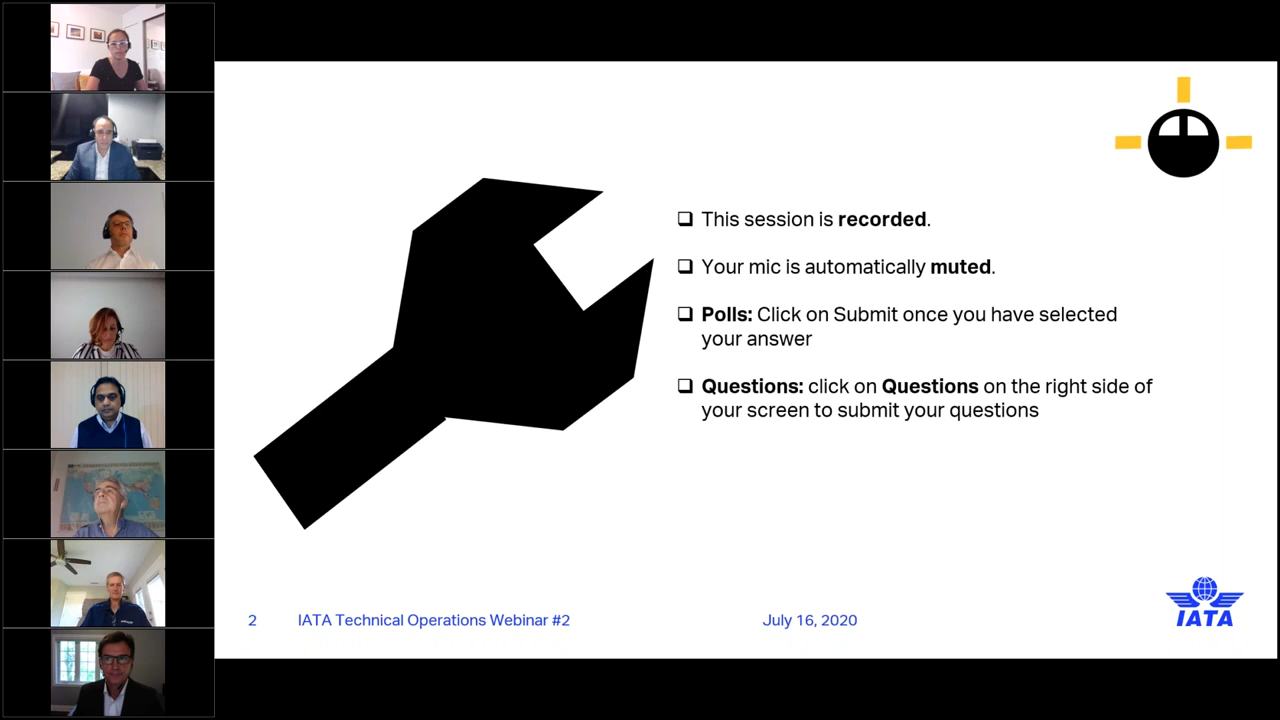 This session is recorded.
Your mic is automatically muted.
Polls: Click on Submit once you have selected
your answer
Questions: click on Questions on the right side of
your screen to submit your questions
2 IATA Technical Operations Webinar #2 July 16, 2020
IATA